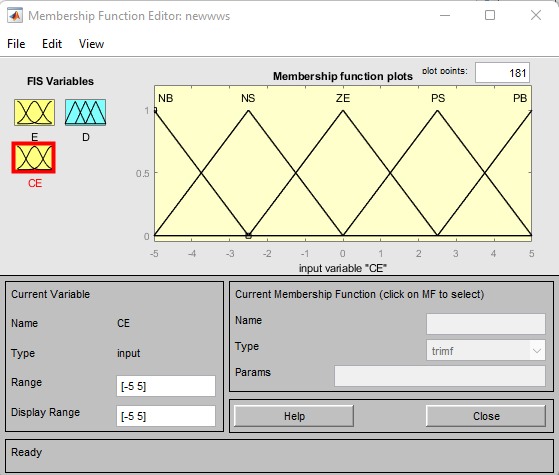 Membership Function Editor: newwws
File Edit View
FIS Variables
E
D
CE
Membership function plots
plot points:
181
NB NS ZE PS PB
1
0.5
0
-5 -4 -3 -2 -1 0 1 2 3 4 5
input variable "CE"
Current Variable
Name CE
Type input
Range [-5 5]
Display Range [-5 5]
Current Membership Function (click on MF to select)
Name
Type trimf
Params
Help Close
Ready